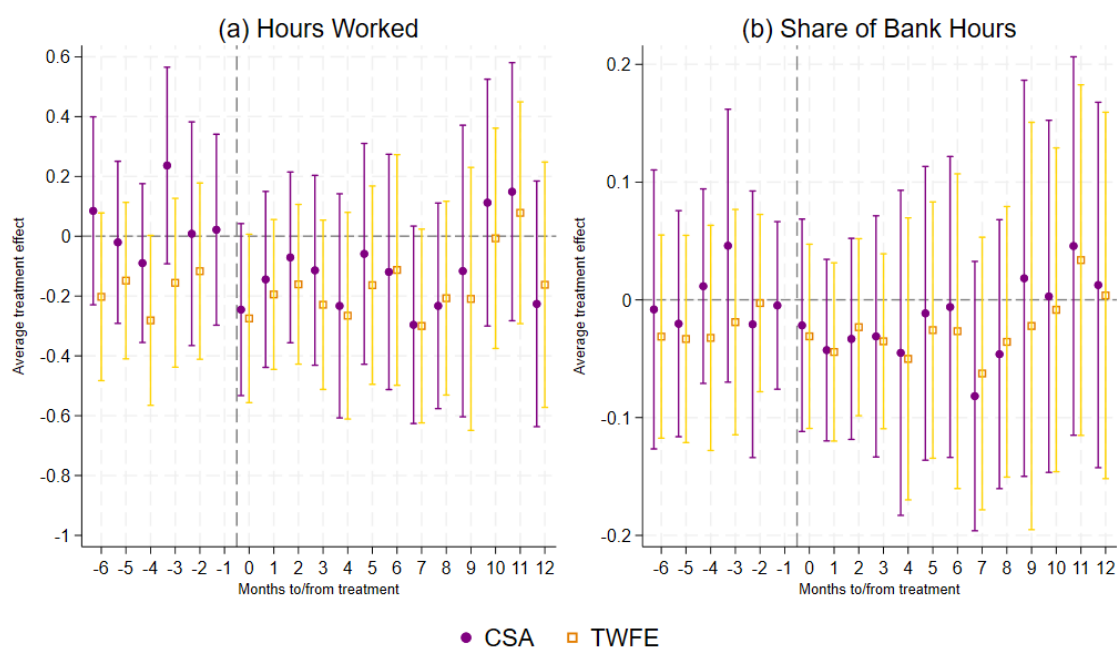 (a) Hours Worked
Average treatment effect
0.6
0.4
0.2
0
-0.2
-0.4
-0.6
-0.8
-1
-6 -5 -4 -3 -2 -1 0 1 2 3 4 5 6 7 8 9 10 11 12
Months to/from treatment
(b) Share of Bank Hours
Average treatment effect
0.2
0.1
0
-0.1
-0.2
-6 -5 -4 -3 -2 -1 0 1 2 3 4 5 6 7 8 9 10 11 12
Months to/from treatment
CSA TWFE